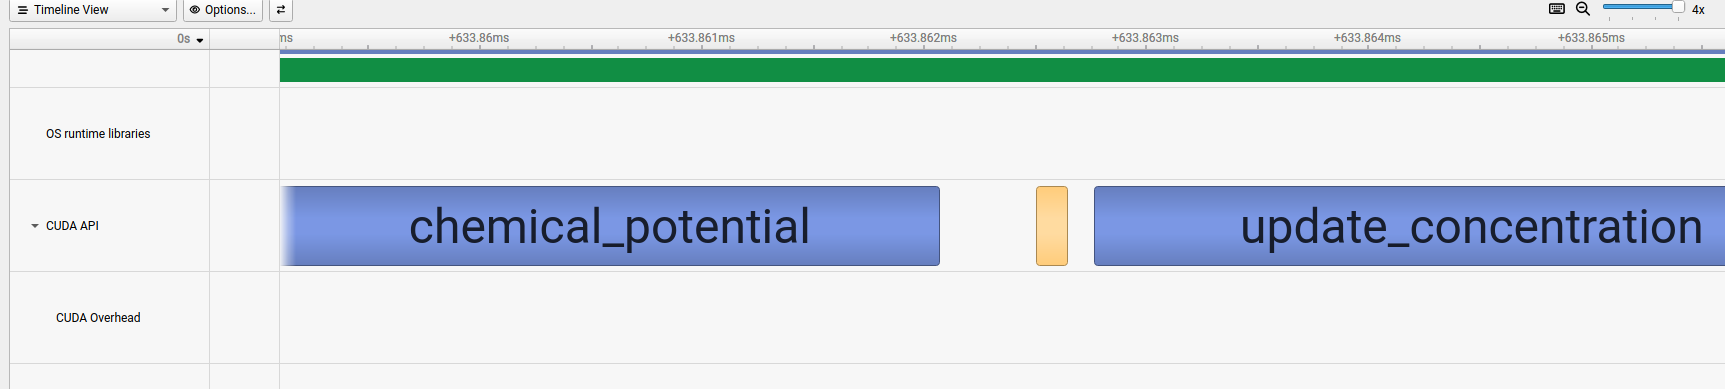 Timeline View Options... 4x
0s ms +633.86ms +633.861ms +633.862ms +633.863ms +633.864ms +633.865ms
OS runtime libraries
CUDA API chemical_potential update_concentration
CUDA Overhead